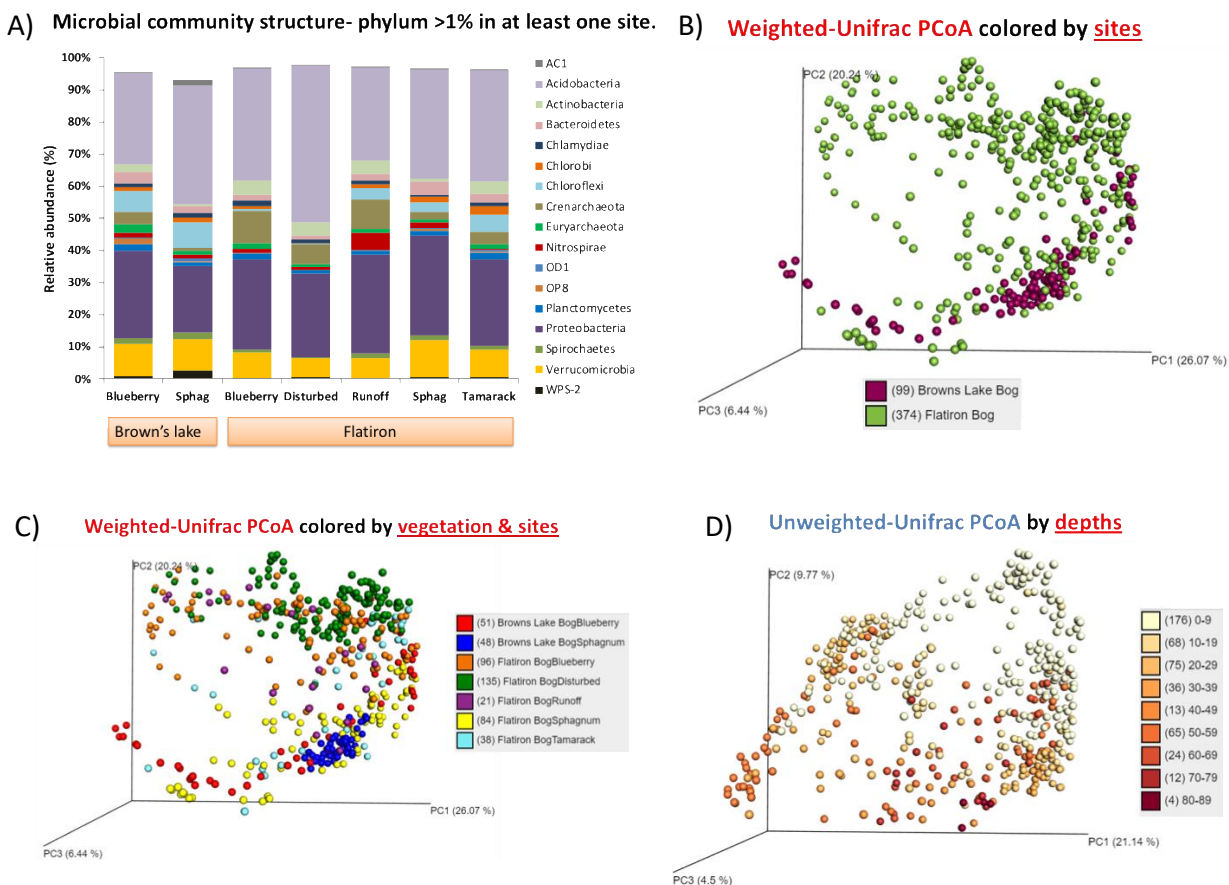 A)
Microbial community structure- phylum >1% in at least one site.
100%
90%
80%
70%
60%
50%
40%
30%
20%
10%
0%
Relative abundance (%)
Blueberry Sphag Blueberry Disturbed Runoff Sphag Tamarack
Brown's lake Flatiron
AC1
Acidobacteria
Actinobacteria
Bacteroidetes
Chlamydiae
Chlorobi
Chloroflexi
Crenarchaeota
Euryarchaeota
Nitrospirae
OD1
OP8
Planctomycetes
Proteobacteria
Spirochaetes
Verrucomicrobia
WPS-2
B)
Weighted-Unifrac PCoA colored by sites
PC2 (20.24 %)
PC1 (26.07 %)
PC3 (6.44 %)
(99) Browns Lake Bog
(374) Flatiron Bog
C)
Weighted-Unifrac PCoA colored by vegetation & sites
PC2 (20.24 %)
PC1 (26.07 %)
PC3 (6.44 %)
(51) Browns Lake BogBlueberry
(48) Browns Lake BogSphagnum
(96) Flatiron BogBlueberry
(135) Flatiron BogDisturbed
(21) Flatiron BogRunoff
(84) Flatiron BogSphagnum
(38) Flatiron BogTamarack
D)
Unweighted-Unifrac PCoA by depths
PC2 (9.77 %)
PC1 (21.14 %)
PC3 (4.5 %)
(176) 0-9
(68) 10-19
(75) 20-29
(36) 30-39
(13) 40-49
(65) 50-59
(24) 60-69
(12) 70-79
(4) 80-89